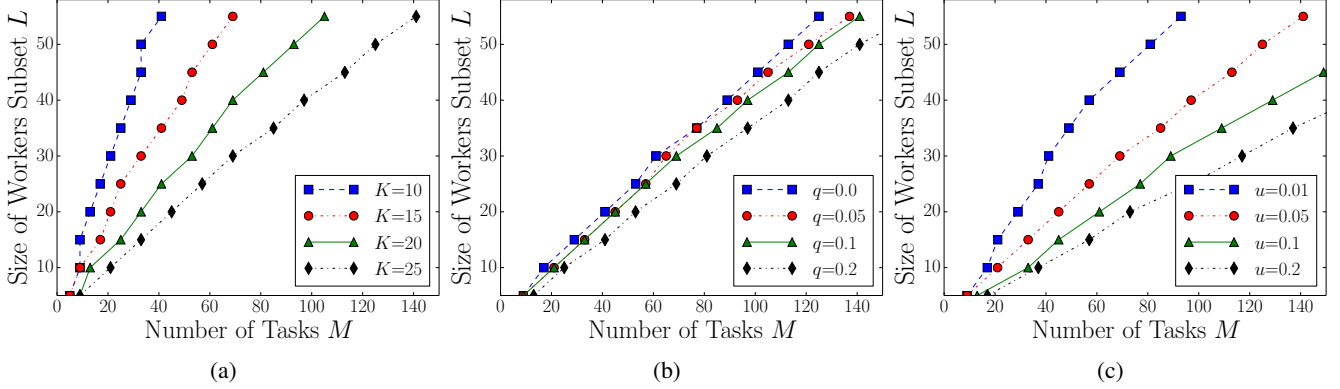 Size of Workers Subset L
50
40
30
20
10
0 20 40 60 80 100 120 140
Number of Tasks M
K=10
K=15
K=20
K=25
(a)
Size of Workers Subset L
50
40
30
20
10
0 20 40 60 80 100 120 140
Number of Tasks M
q=0.0
q=0.05
q=0.1
q=0.2
(b)
Size of Workers Subset L
50
40
30
20
10
0 20 40 60 80 100 120 140
Number of Tasks M
u=0.01
u=0.05
u=0.1
u=0.2
(c)